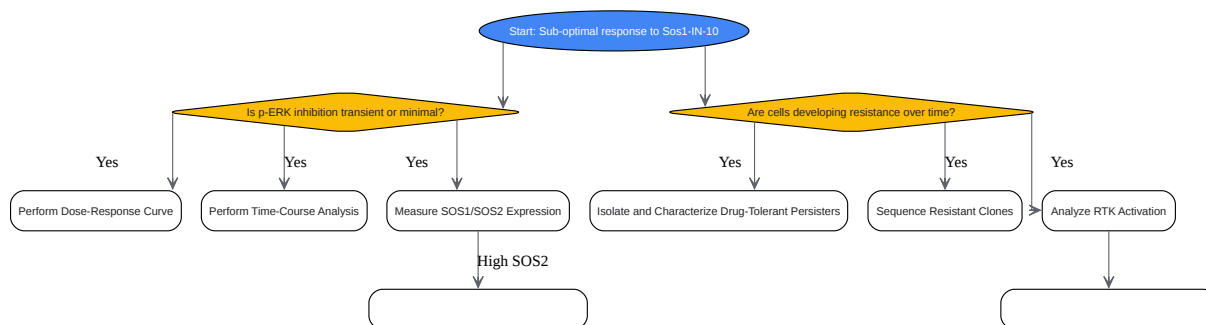 Start: Sub-optimal response to Sos1-IN-10
Is p-ERK inhibition transient or minimal?
Are cells developing resistance over time?
Yes
Yes
Yes
Yes
Yes
Yes
Perform Dose-Response Curve
Perform Time-Course Analysis
Measure SOS1/SOS2 Expression
Isolate and Characterize Drug-Tolerant Persisters
Sequence Resistant Clones
Analyze RTK Activation
High SOS2